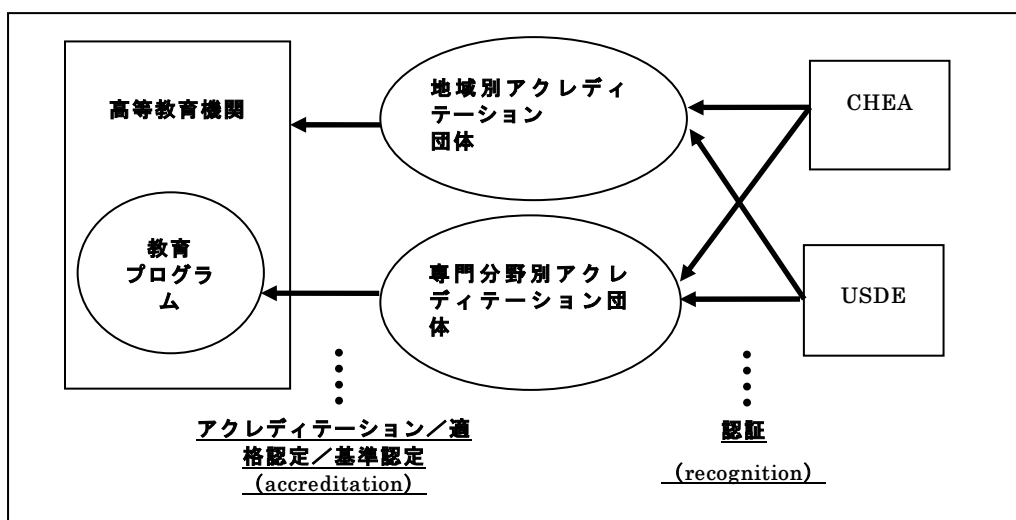 高等教育機関
教育
プログラ
ム
地域別アクレディ
テーション
団体
専門分野別アクレ
ディテーション団
体
CHEA
USDE
アクレディテーション／適
格認定／基準認定
（accreditation）
認証
（recognition）